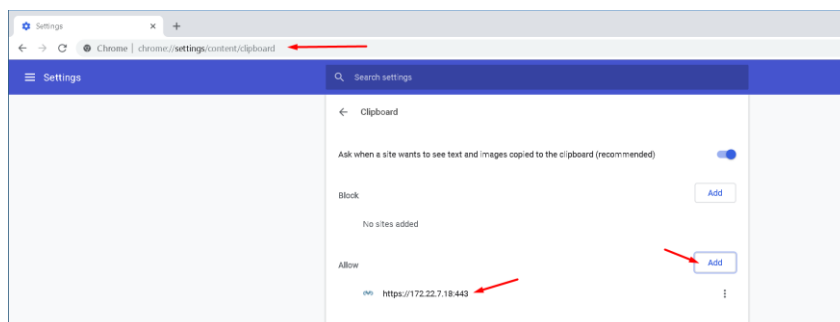 Settings
Chrome | chrome://settings/content/clipboard
Settings
Search settings
Clipboard
Ask when a site wants to see text and images copied to the clipboard (recommended)
Block
Add
No sites added
Allow
Add
https://172.22.7.18:443